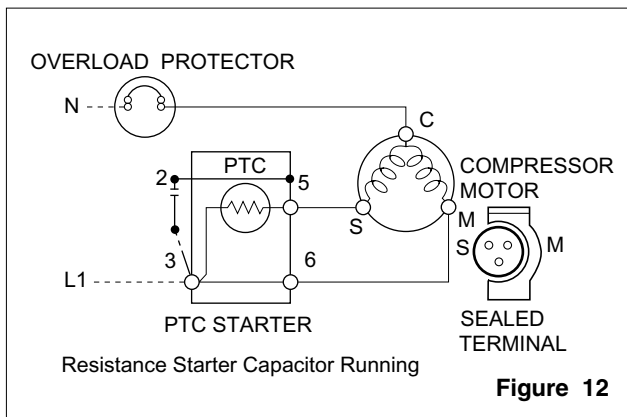 OVERLOAD PROTECTOR
N
C
PTC
2
5
COMPRESSOR
MOTOR
S
M
S
M
3
6
L1
PTC STARTER
SEALED
TERMINAL
Resistance Starter Capacitor Running
Figure 12